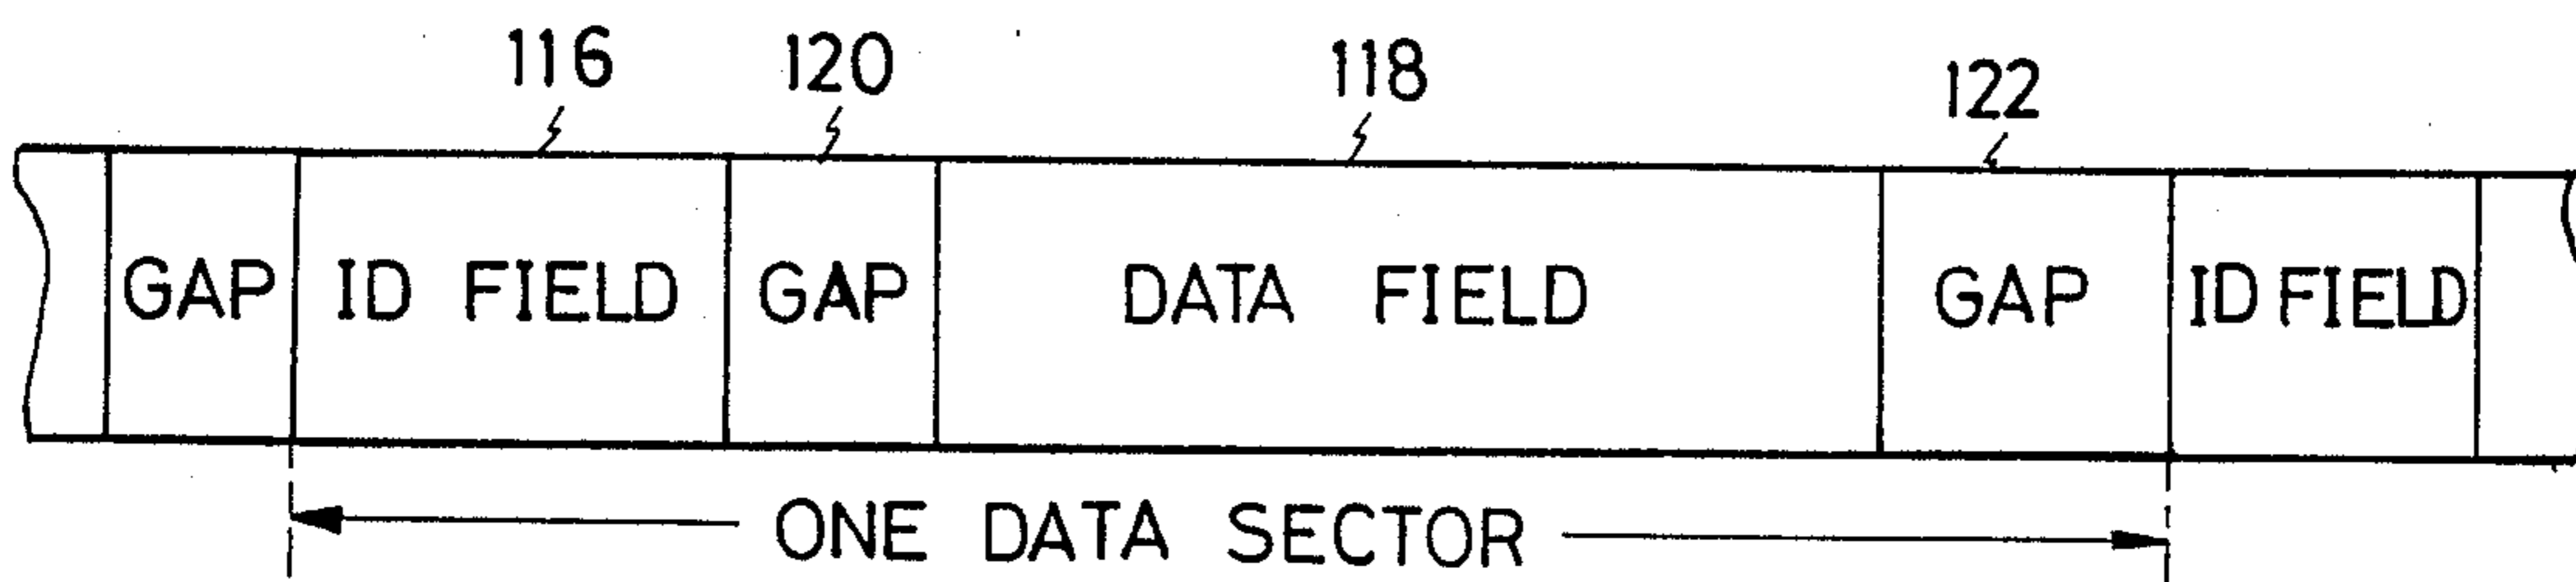 116 120 118 122
GAP ID FIELD GAP DATA FIELD GAP ID FIELD
ONE DATA SECTOR